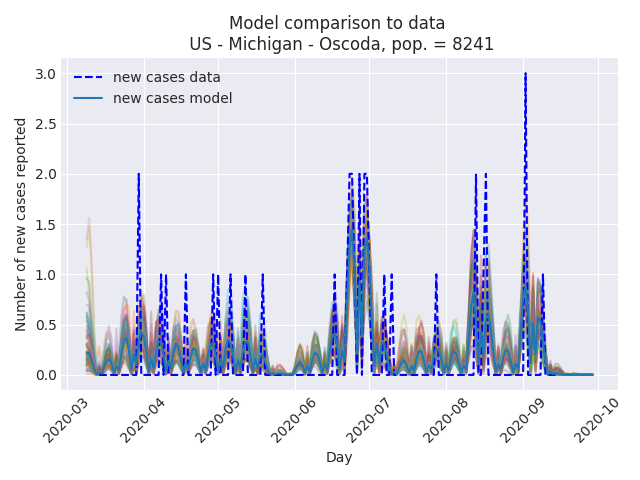 Model comparison to data
US - Michigan - Oscoda, pop. = 8241
new cases data
new cases model
Number of new cases reported
3.0
2.5
2.0
1.5
1.0
0.5
0.0
2020-03
2020-04
2020-05
2020-06
2020-07
2020-08
2020-09
2020-10
Day